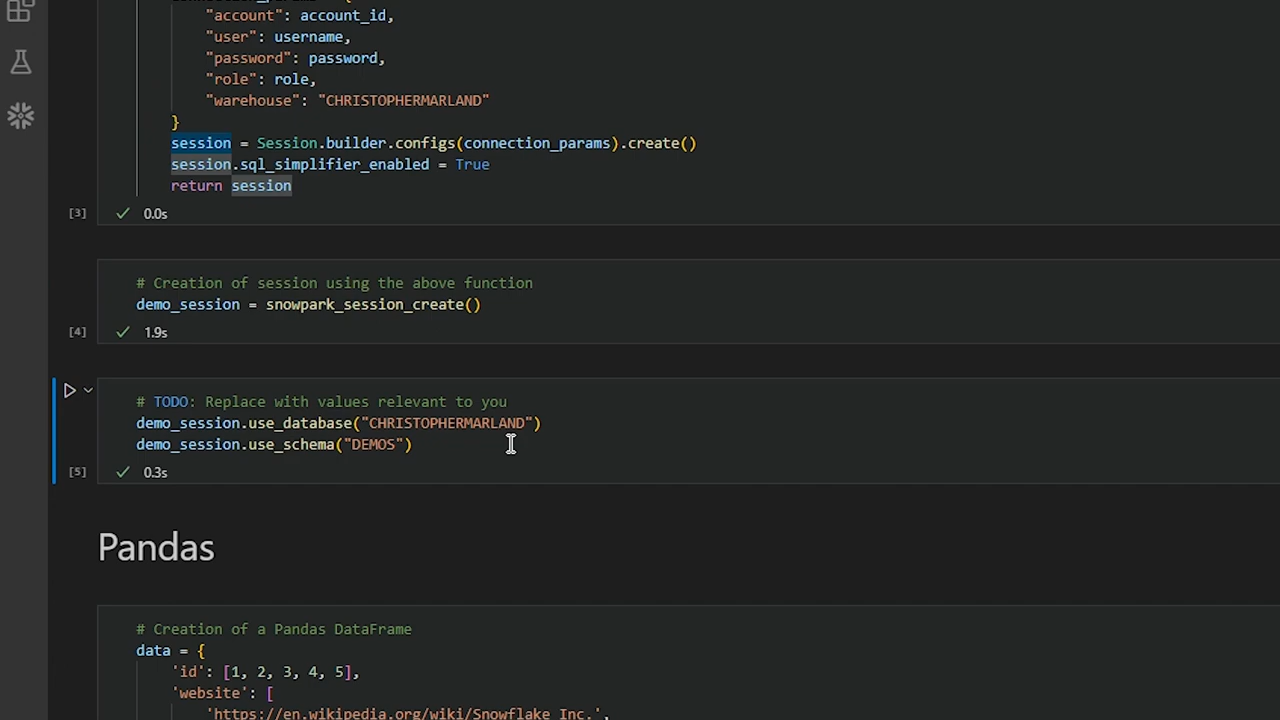 "account": account_id,
"user": username,
"password": password,
"role": role,
"warehouse": "CHRISTOPHERMARLAND"
}
session = Session.builder.configs(connection_params).create()
session.sql_simplifier_enabled = True
return session
[3] 0.0s
# Creation of session using the above function
demo_session = snowpark_session_create()
[4] 1.9s
# TODO: Replace with values relevant to you
demo_session.use_database("CHRISTOPHERMARLAND")
demo_session.use_schema("DEMOS")
[5] 0.3s
Pandas
# Creation of a Pandas DataFrame
data = {
'id': [1, 2, 3, 4, 5],
'website': [
'https://en.wikipedia.org/wiki/Snowflake_Inc.',